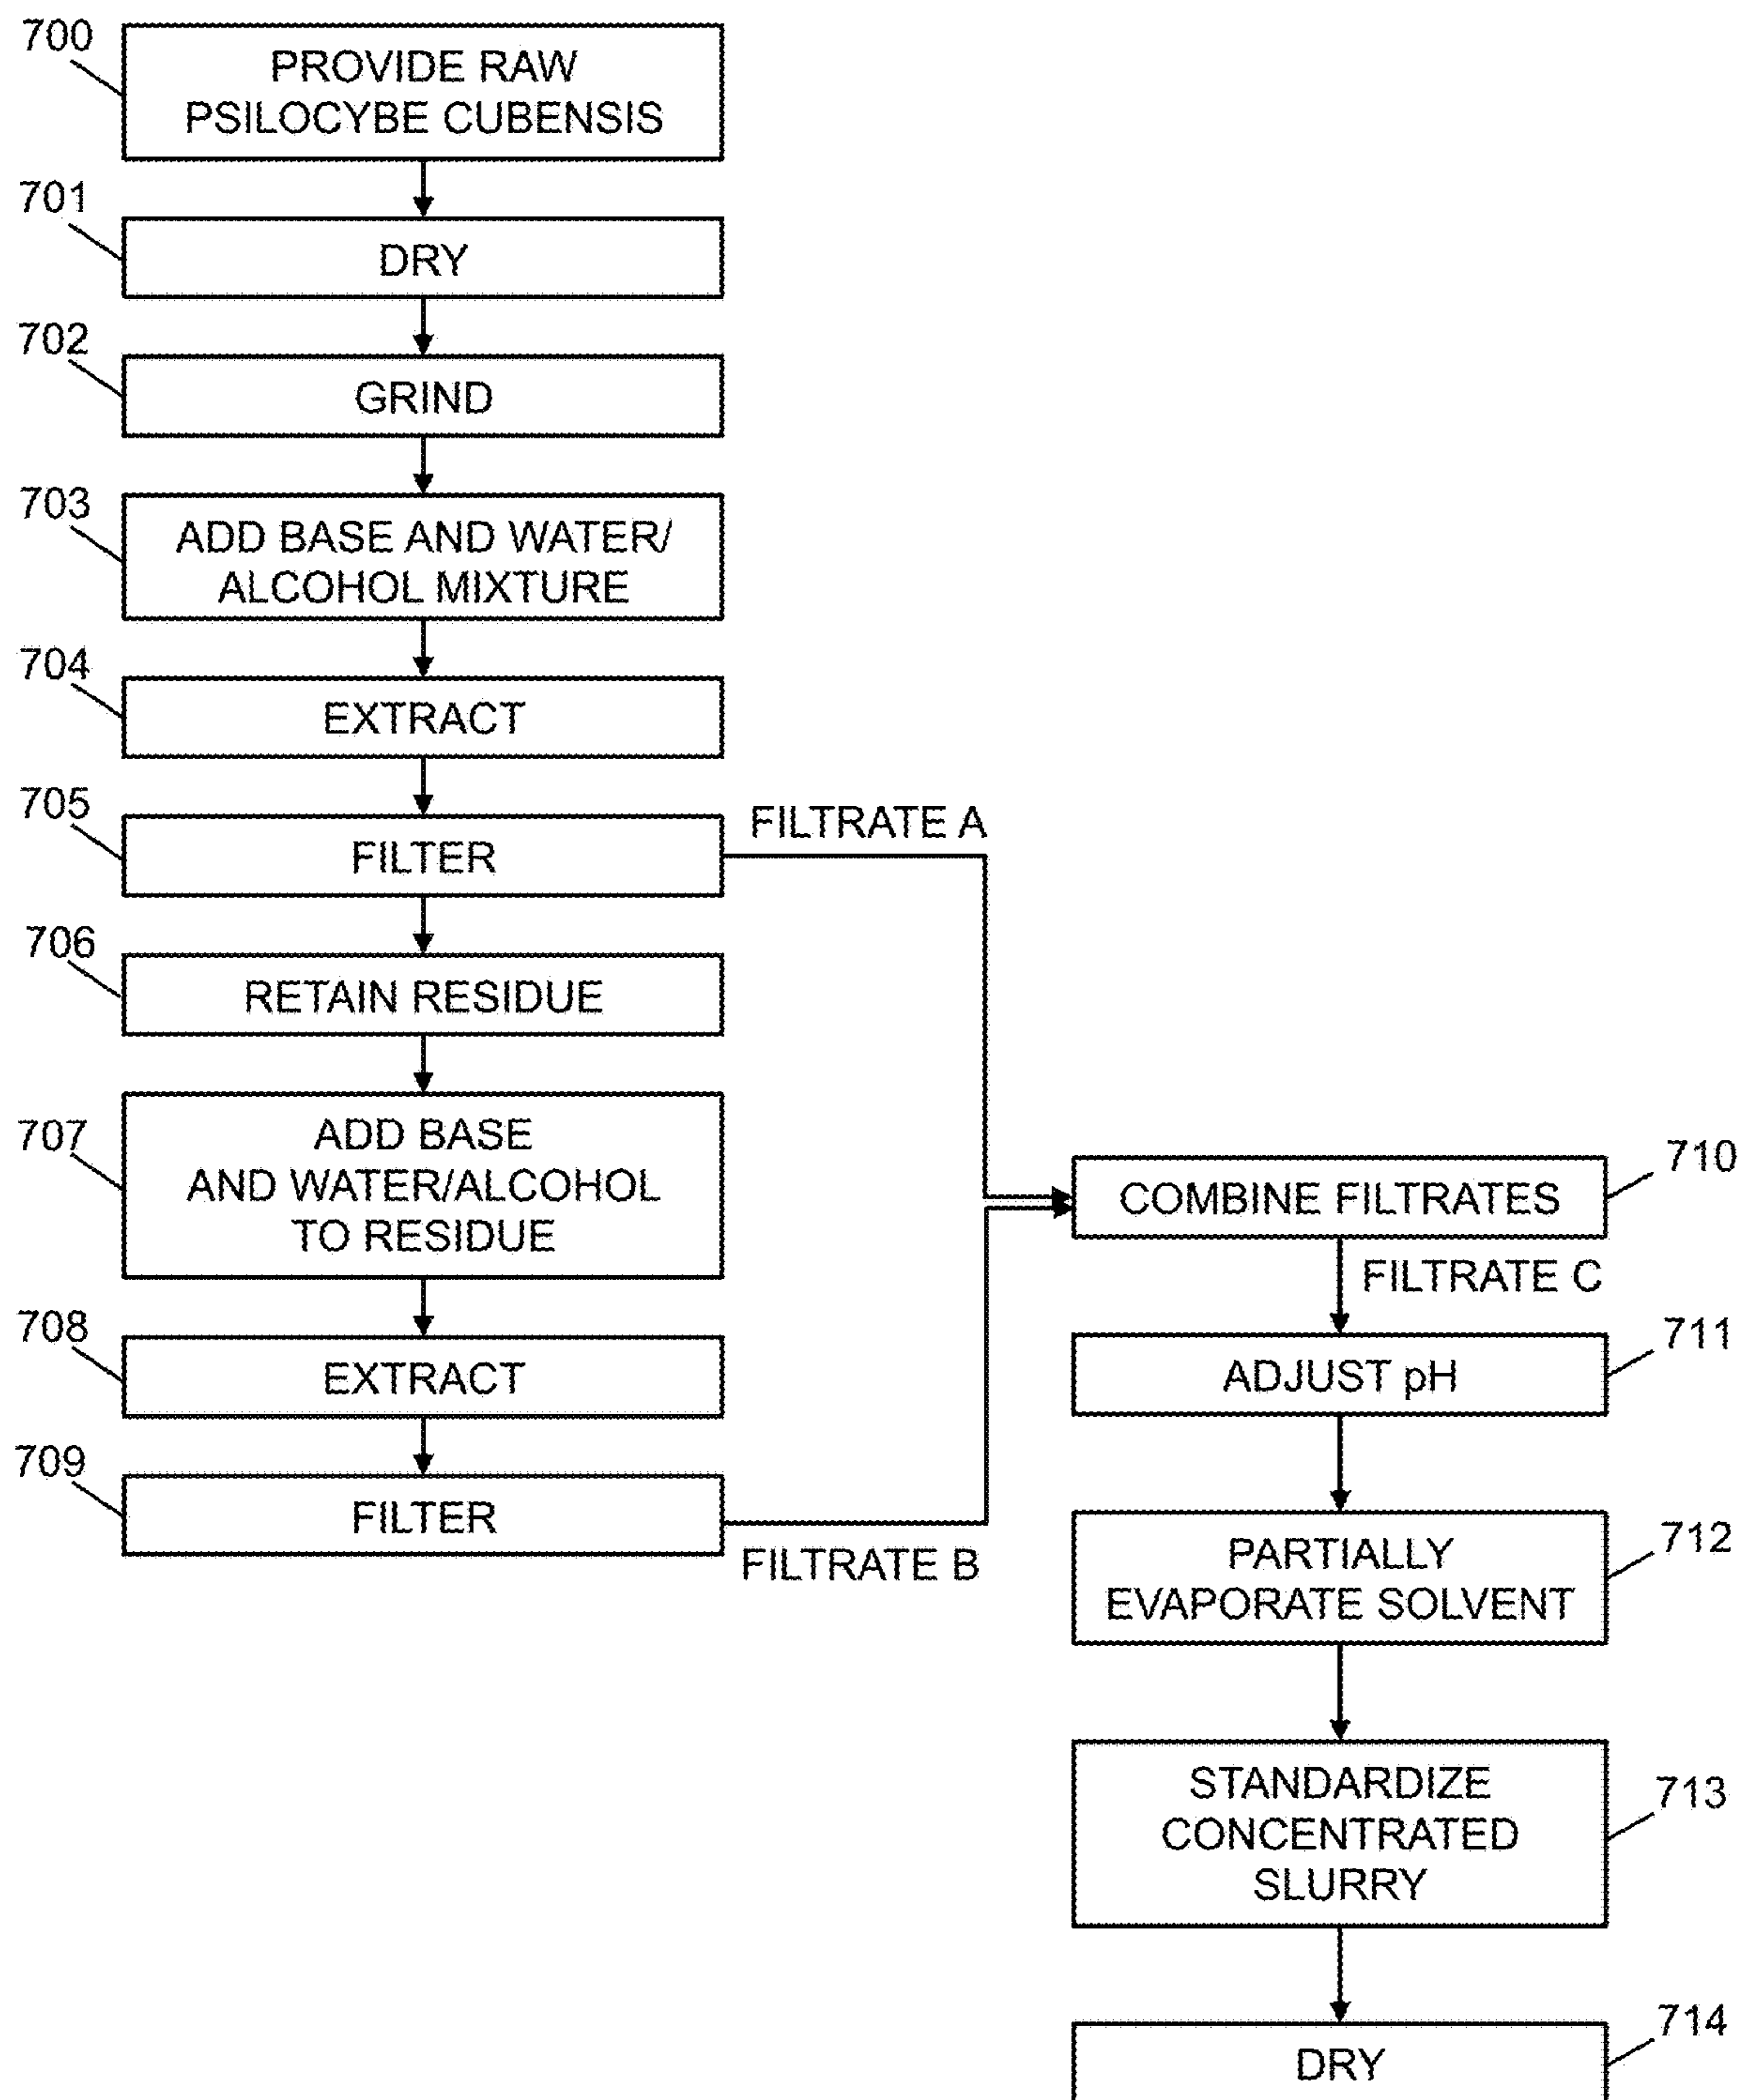 700
PROVIDE RAW
PSILOCYBE CUBENSIS
701
DRY
702
GRIND
703
ADD BASE AND WATER/
ALCOHOL MIXTURE
704
EXTRACT
705
FILTER
FILTRATE A
706
RETAIN RESIDUE
707
ADD BASE
AND WATER/ALCOHOL
TO RESIDUE
708
EXTRACT
709
FILTER
FILTRATE B
710
COMBINE FILTRATES
FILTRATE C
711
ADJUST pH
712
PARTIALLY
EVAPORATE SOLVENT
713
STANDARDIZE
CONCENTRATED
SLURRY
714
DRY